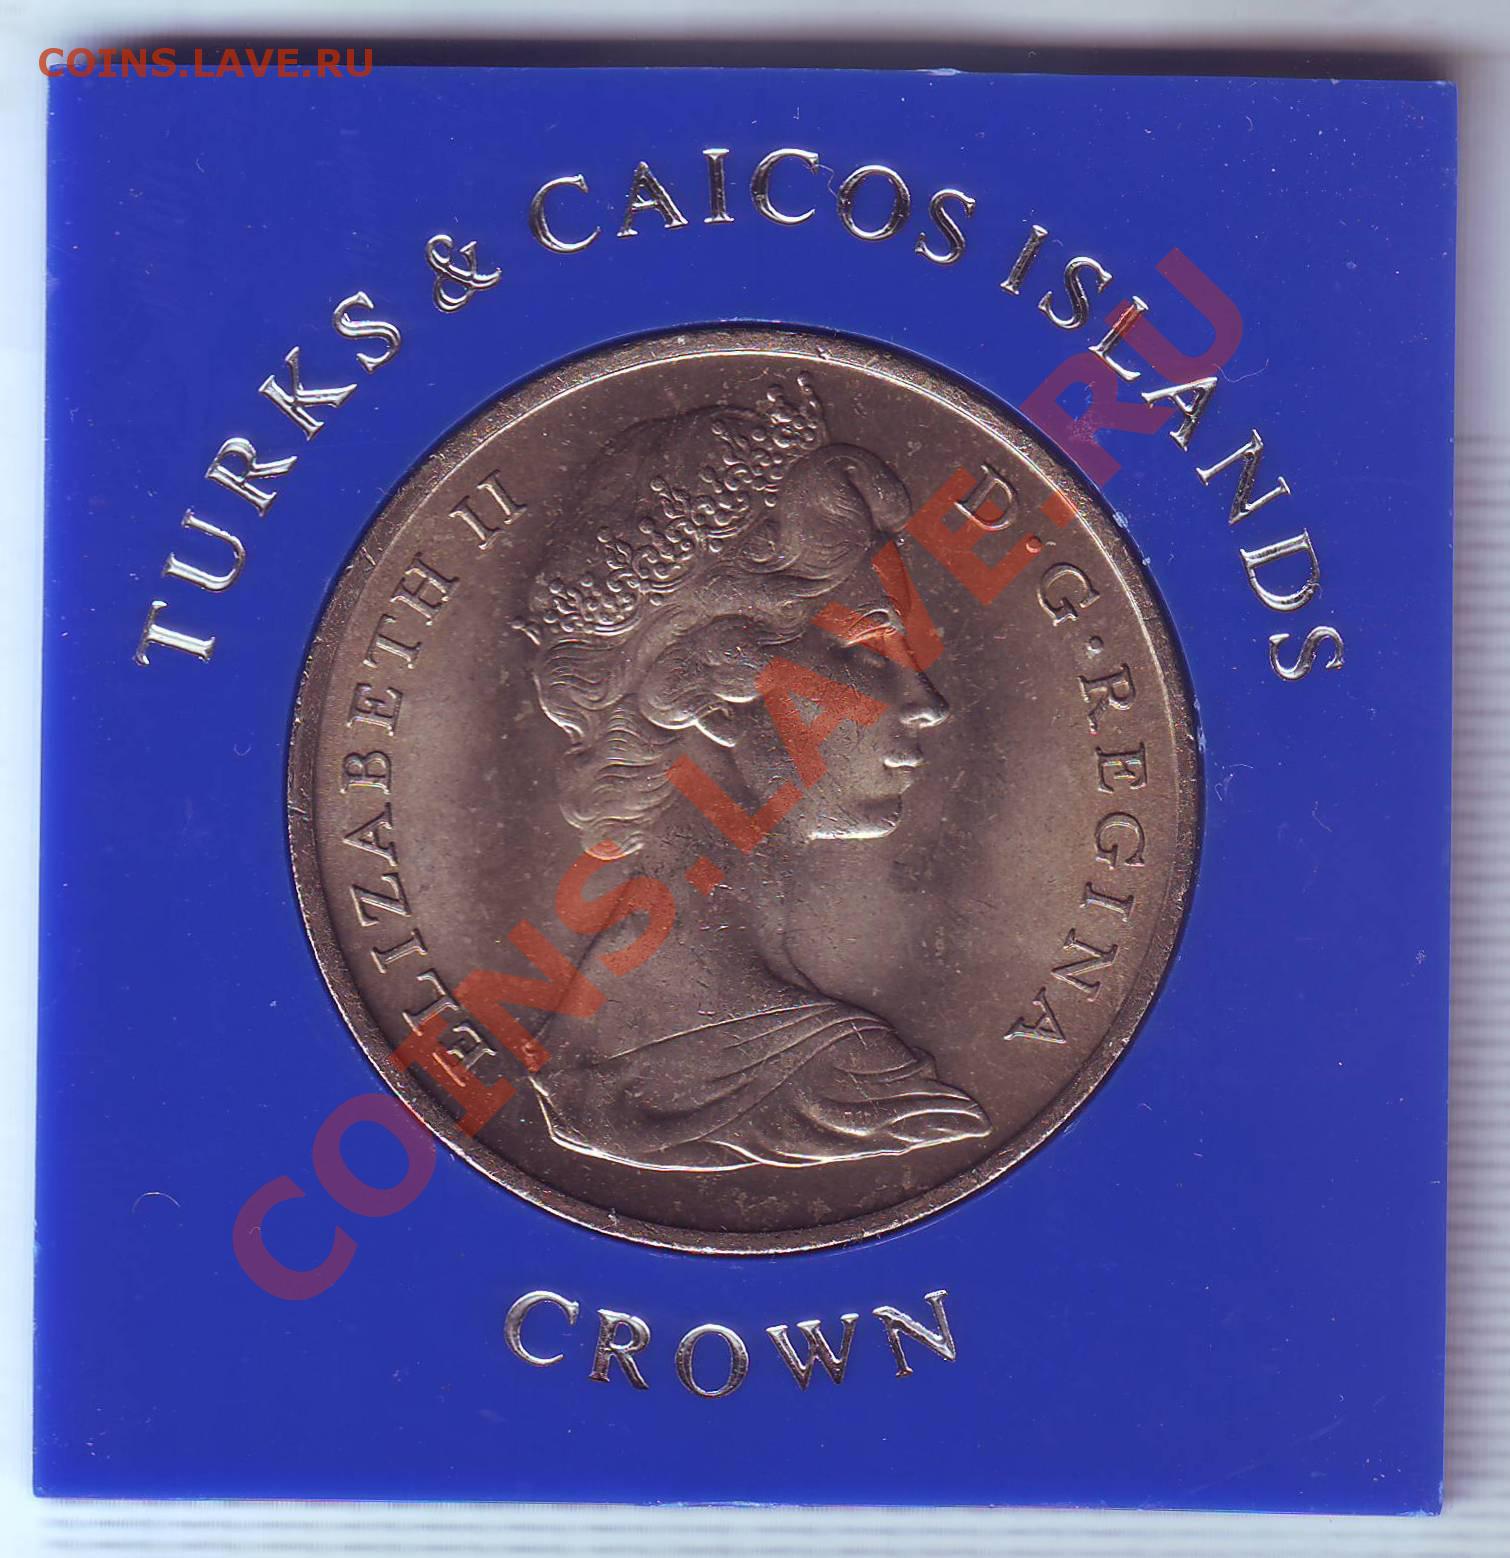 COINS.LAVE.RU
TURKS & CAICOS ISLANDS
ELIZABETH II D·G·REGINA
COINS.LAVE.RU
CROWN